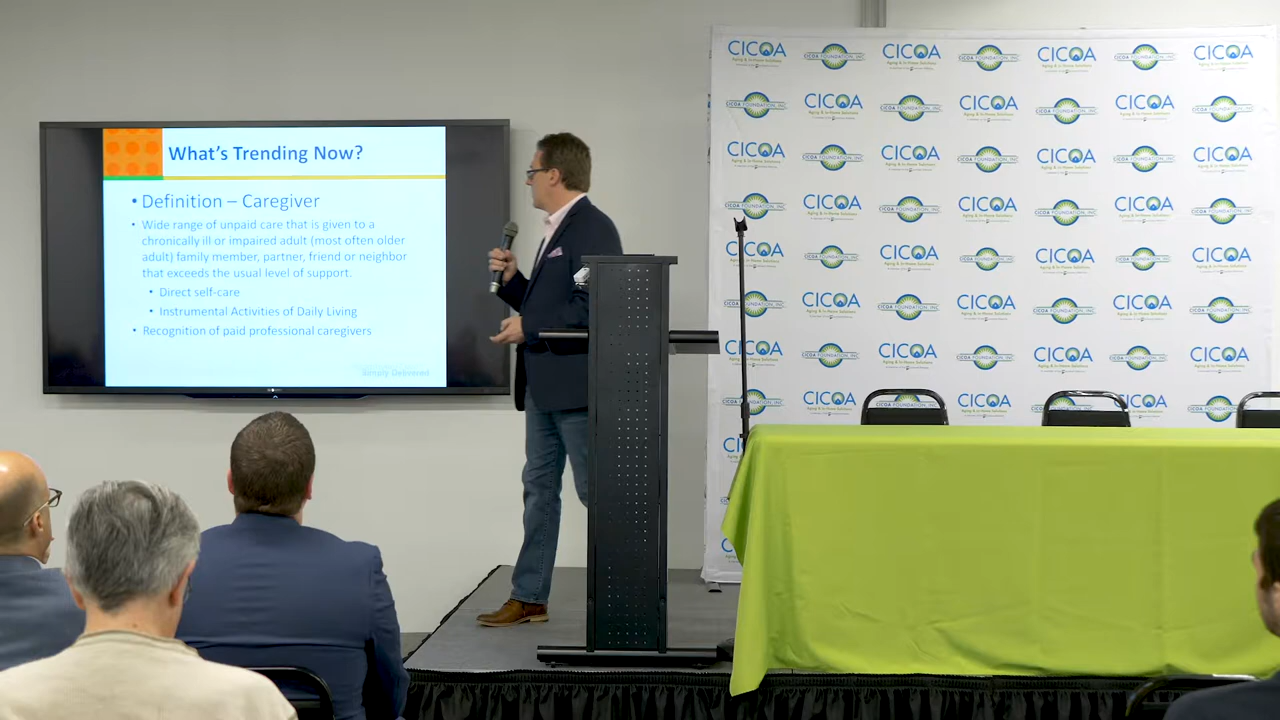 What's Trending Now?
• Definition – Caregiver
• Wide range of unpaid care that is given to a
chronically ill or impaired adult (most often older
adult) family member, partner, friend or neighbor
that exceeds the usual level of support.
• Direct self-care
• Instrumental Activities of Daily Living
• Recognition of paid professional caregivers
Simply Delivered
CICOA
Aging & In-Home Solutions
CICOA FOUNDATION, INC